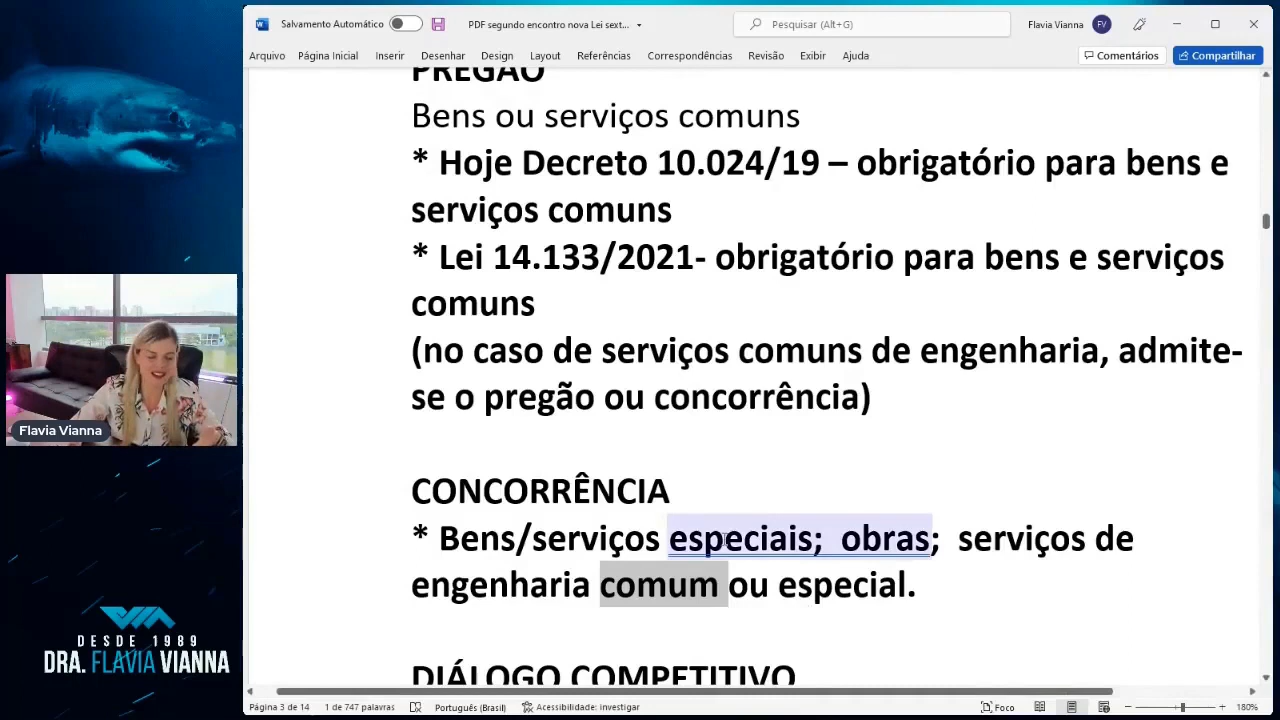 Salvamento Automático
PDF segundo encontro nova Lei sext...
Pesquisar (Alt+G)
Flavia Vianna
FV
Arquivo Página Inicial Inserir Desenhar Design Layout Referências Correspondências Revisão Exibir Ajuda
Comentários
Compartilhar
PREGÃO
Bens ou serviços comuns
* Hoje Decreto 10.024/19 – obrigatório para bens e
serviços comuns
* Lei 14.133/2021- obrigatório para bens e serviços
comuns
(no caso de serviços comuns de engenharia, admite-
se o pregão ou concorrência)
CONCORRÊNCIA
* Bens/serviços especiais;  obras;  serviços de
engenharia comum ou especial.
DIÁLOGO COMPETITIVO
Flavia Vianna
DESDE 1989
DRA. FLAVIA VIANNA
Página 3 de 14
1 de 747 palavras
Português (Brasil)
Acessibilidade: investigar
Foco
180%